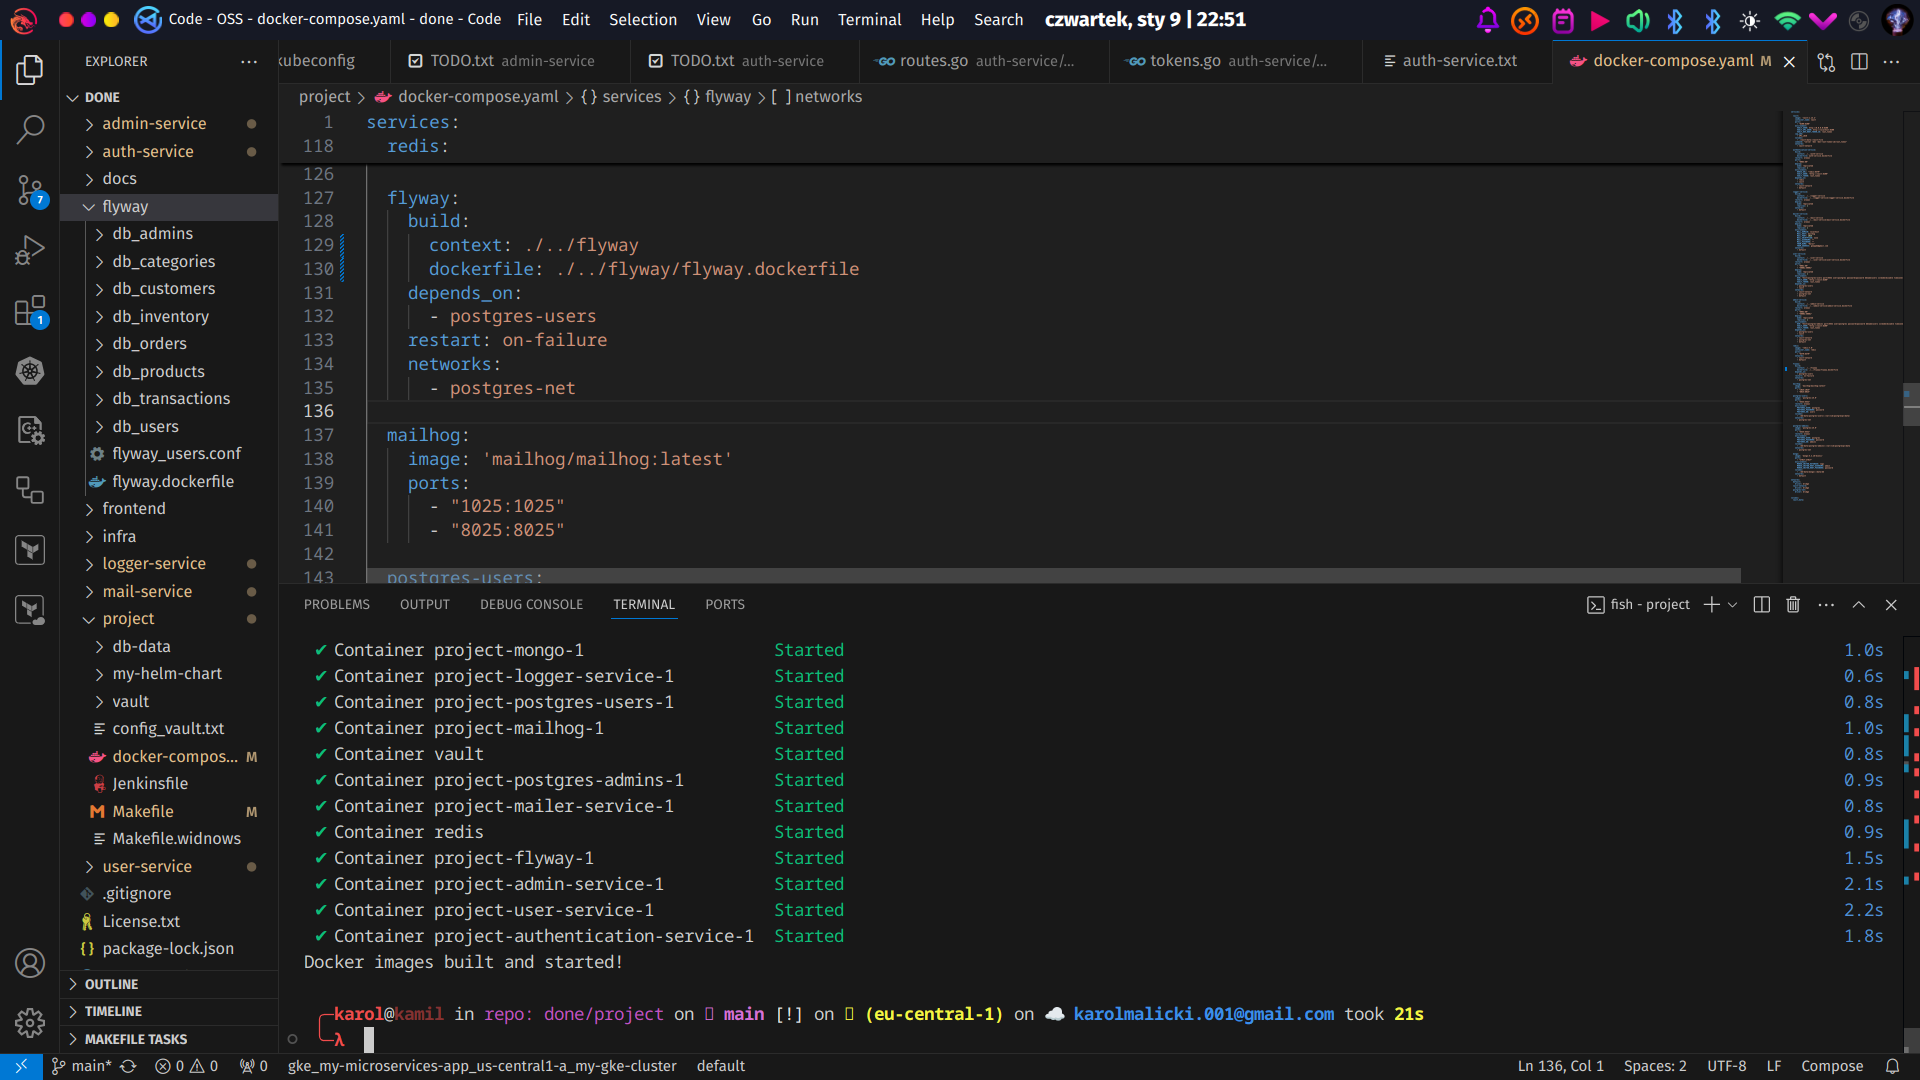 Code - OSS - docker-compose.yaml - done - Code File Edit Selection View Go Run Terminal Help Search czwartek, sty 9 | 22:51
EXPLORER
DONE
admin-service
auth-service
docs
flyway
db_admins
db_categories
db_customers
db_inventory
db_orders
db_products
db_transactions
db_users
flyway_users.conf
flyway.dockerfile
frontend
infra
logger-service
mail-service
project
db-data
my-helm-chart
vault
config_vault.txt
docker-compos... M
Jenkinsfile
Makefile M
Makefile.widnows
user-service
.gitignore
License.txt
package-lock.json
OUTLINE
TIMELINE
MAKEFILE TASKS
7
1
kubeconfig
TODO.txt admin-service
TODO.txt auth-service
routes.go auth-service/...
tokens.go auth-service/...
auth-service.txt
docker-compose.yaml M
project > docker-compose.yaml > {} services > {} flyway > [ ] networks
1 services:
118 redis:
126
127 flyway:
128 build:
129 context: ./../flyway
130 dockerfile: ./../flyway/flyway.dockerfile
131 depends_on:
132 - postgres-users
133 restart: on-failure
134 networks:
135 - postgres-net
136
137 mailhog:
138 image: 'mailhog/mailhog:latest'
139 ports:
140 - "1025:1025"
141 - "8025:8025"
142
143 postgres-users:
PROBLEMS OUTPUT DEBUG CONSOLE TERMINAL PORTS
fish - project
✔ Container project-mongo-1 Started 1.0s
✔ Container project-logger-service-1 Started 0.6s
✔ Container project-postgres-users-1 Started 0.8s
✔ Container project-mailhog-1 Started 1.0s
✔ Container vault Started 0.8s
✔ Container project-postgres-admins-1 Started 0.9s
✔ Container project-mailer-service-1 Started 0.8s
✔ Container redis Started 0.9s
✔ Container project-flyway-1 Started 1.5s
✔ Container project-admin-service-1 Started 2.1s
✔ Container project-user-service-1 Started 2.2s
✔ Container project-authentication-service-1 Started 1.8s
Docker images built and started!
karol@kamil in repo: done/project on main [!] on (eu-central-1) on karolmalicki.001@gmail.com took 21s
λ
main* 0 0 0 gke_my-microservices-app_us-central1-a_my-gke-cluster default Ln 136, Col 1 Spaces: 2 UTF-8 LF Compose